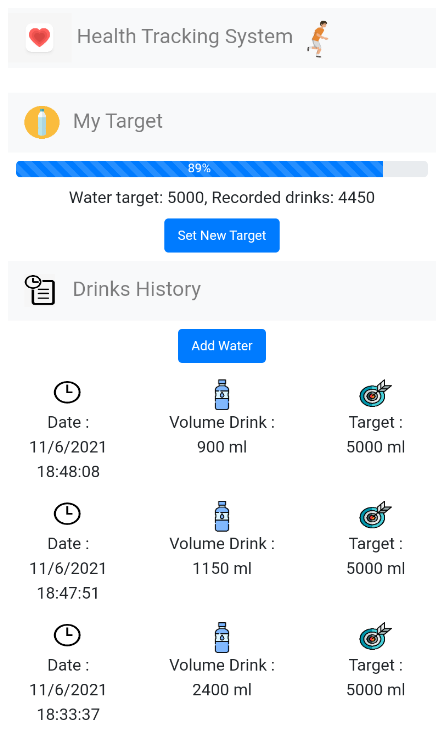 Health Tracking System
My Target
89%
Water target: 5000, Recorded drinks: 4450
Set New Target
Drinks History
Add Water
Date :
11/6/2021
18:48:08
Volume Drink :
900 ml
Target :
5000 ml
Date :
11/6/2021
18:47:51
Volume Drink :
1150 ml
Target :
5000 ml
Date :
11/6/2021
18:33:37
Volume Drink :
2400 ml
Target :
5000 ml